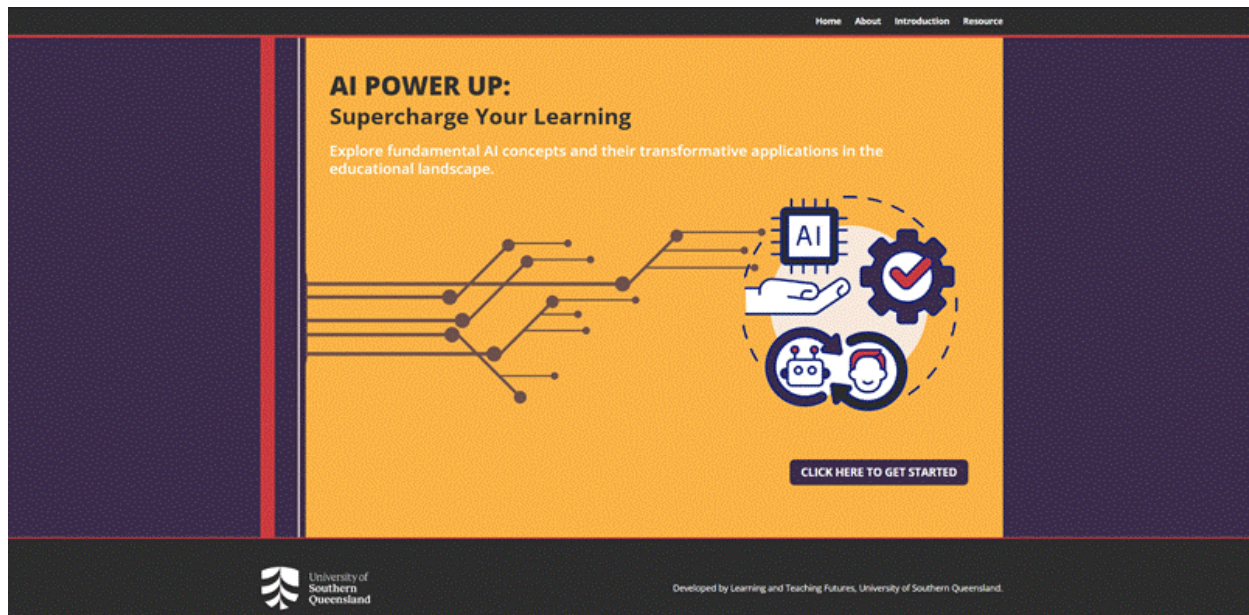 Home About Introduction Resource
AI POWER UP:
Supercharge Your Learning
Explore fundamental AI concepts and their transformative applications in the
educational landscape.
AI
CLICK HERE TO GET STARTED
University of
Southern
Queensland
Developed by Learning and Teaching Futures, University of Southern Queensland.